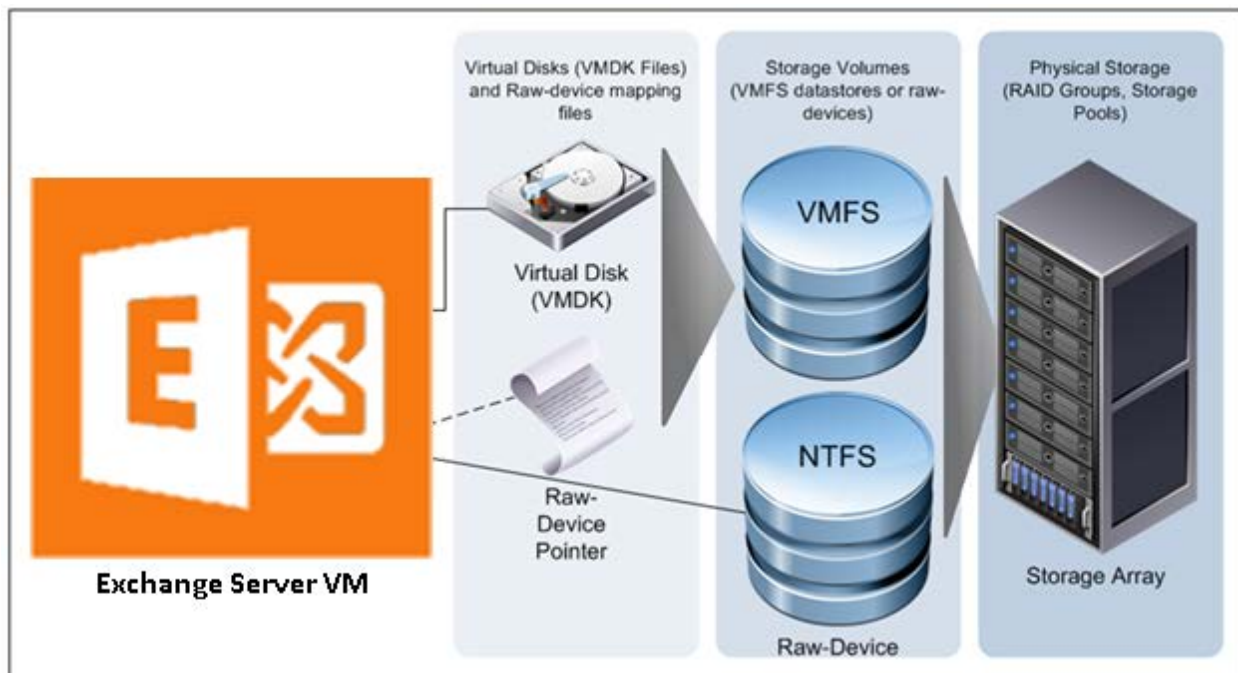 Virtual Disks (VMDK Files)
and Raw-device mapping
files
Storage Volumes
(VMFS datastores or raw-
devices)
Physical Storage
(RAID Groups, Storage
Pools)
E
Exchange Server VM
Virtual Disk
(VMDK)
Raw-
Device
Pointer
VMFS
NTFS
Raw-Device
Storage Array